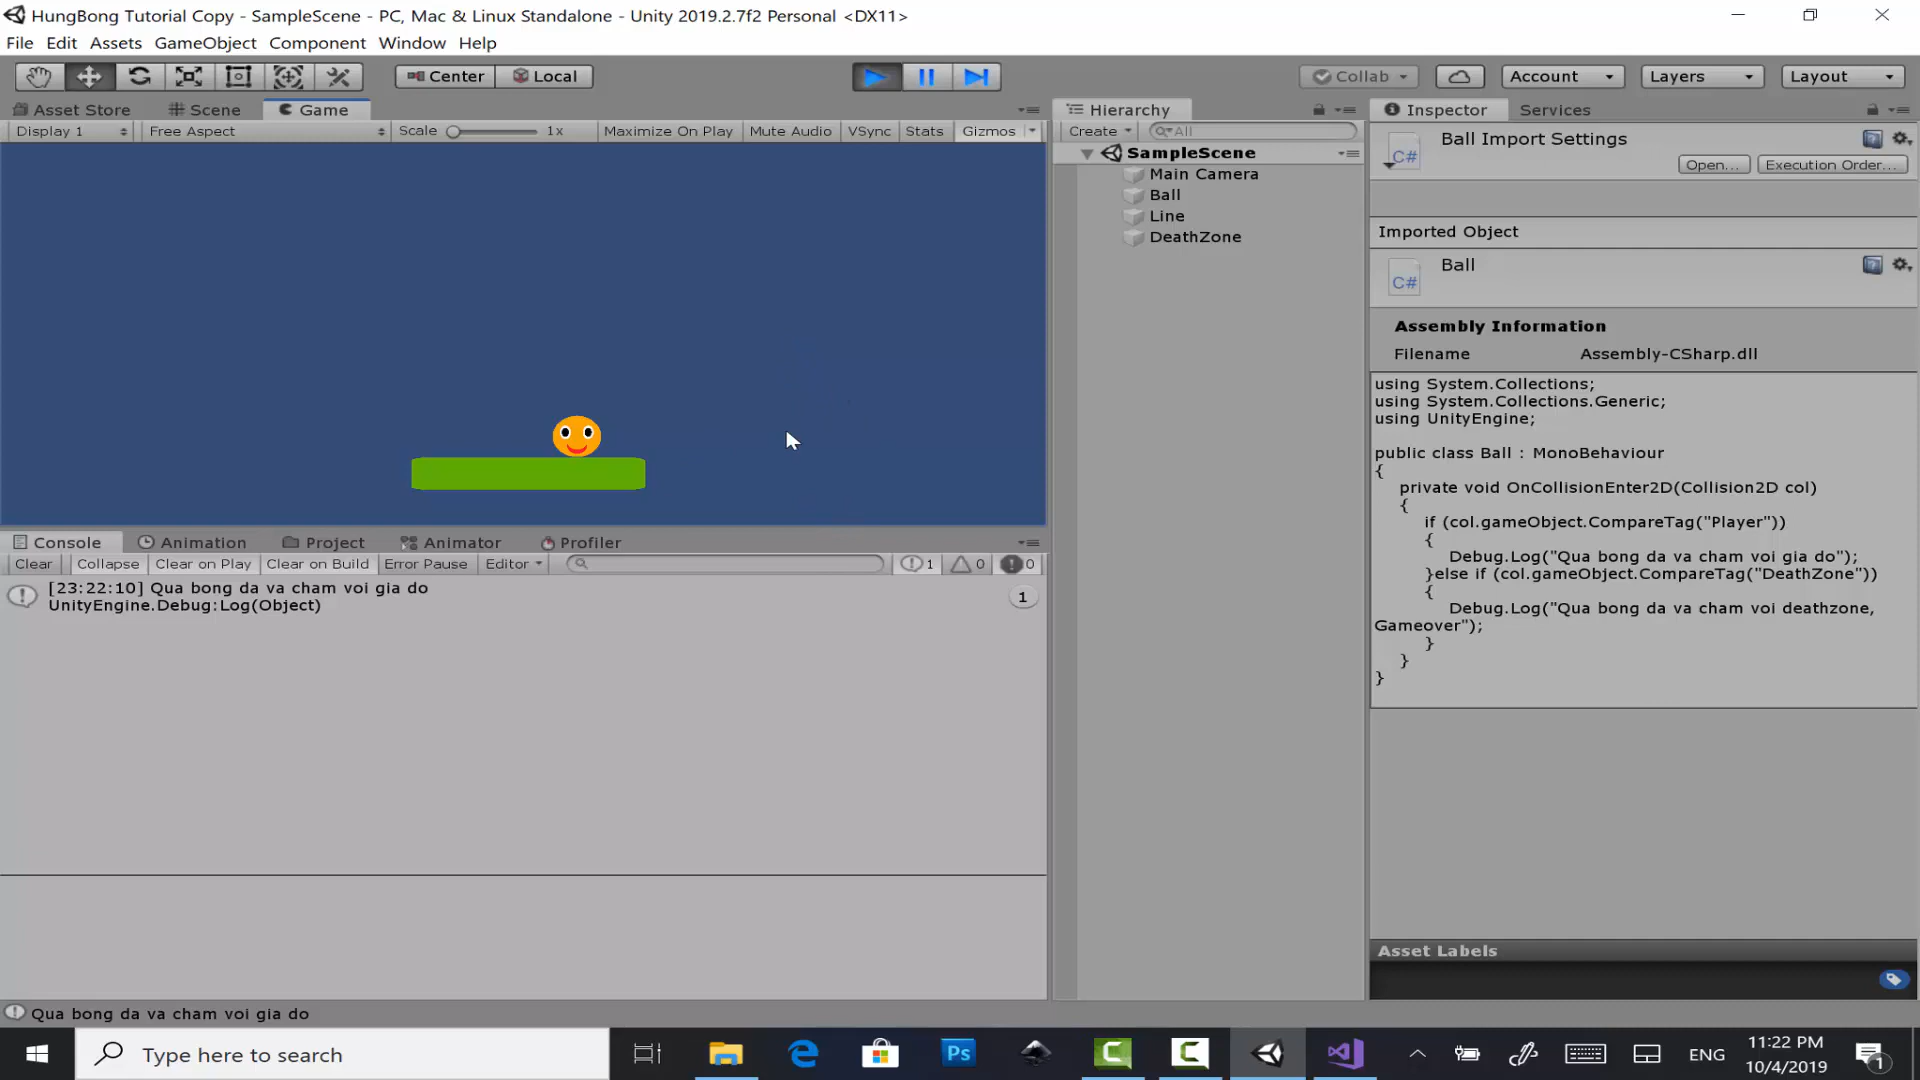 HungBong Tutorial Copy - SampleScene - PC, Mac & Linux Standalone - Unity 2019.2.7f2 Personal <DX11>
File Edit Assets GameObject Component Window Help
Center Local Collab Account Layers Layout
Asset Store Scene Game
Display 1 Free Aspect Scale 1x Maximize On Play Mute Audio VSync Stats Gizmos
Hierarchy
Create All
SampleScene
Main Camera
Ball
Line
DeathZone
Inspector Services
Ball Import Settings
C#
Open... Execution Order...
Imported Object
Ball
C#
Assembly Information
Filename Assembly-CSharp.dll
using System.Collections;
using System.Collections.Generic;
using UnityEngine;
public class Ball : MonoBehaviour
{
private void OnCollisionEnter2D(Collision2D col)
{
if (col.gameObject.CompareTag("Player"))
{
Debug.Log("Qua bong da va cham voi gia do");
}else if (col.gameObject.CompareTag("DeathZone"))
{
Debug.Log("Qua bong da va cham voi deathzone,
Gameover");
}
}
}
Asset Labels
Console Animation Project Animator Profiler
Clear Collapse Clear on Play Clear on Build Error Pause Editor 1 0 0
[23:22:10] Qua bong da va cham voi gia do
UnityEngine.Debug:Log(Object)
1
Qua bong da va cham voi gia do
Type here to search
Ps
ENG
11:22 PM
10/4/2019
1